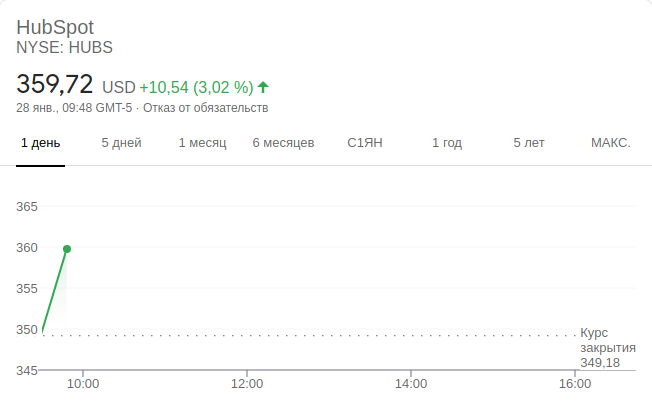 HubSpot
NYSE: HUBS
359,72 USD +10,54 (3,02 %)
28 янв., 09:48 GMT-5 · Отказ от обязательств
1 день 5 дней 1 месяц 6 месяцев С1ЯН 1 год 5 лет МАКС.
365
360
355
350
345
Курс
закрытия
349,18
10:00 12:00 14:00 16:00